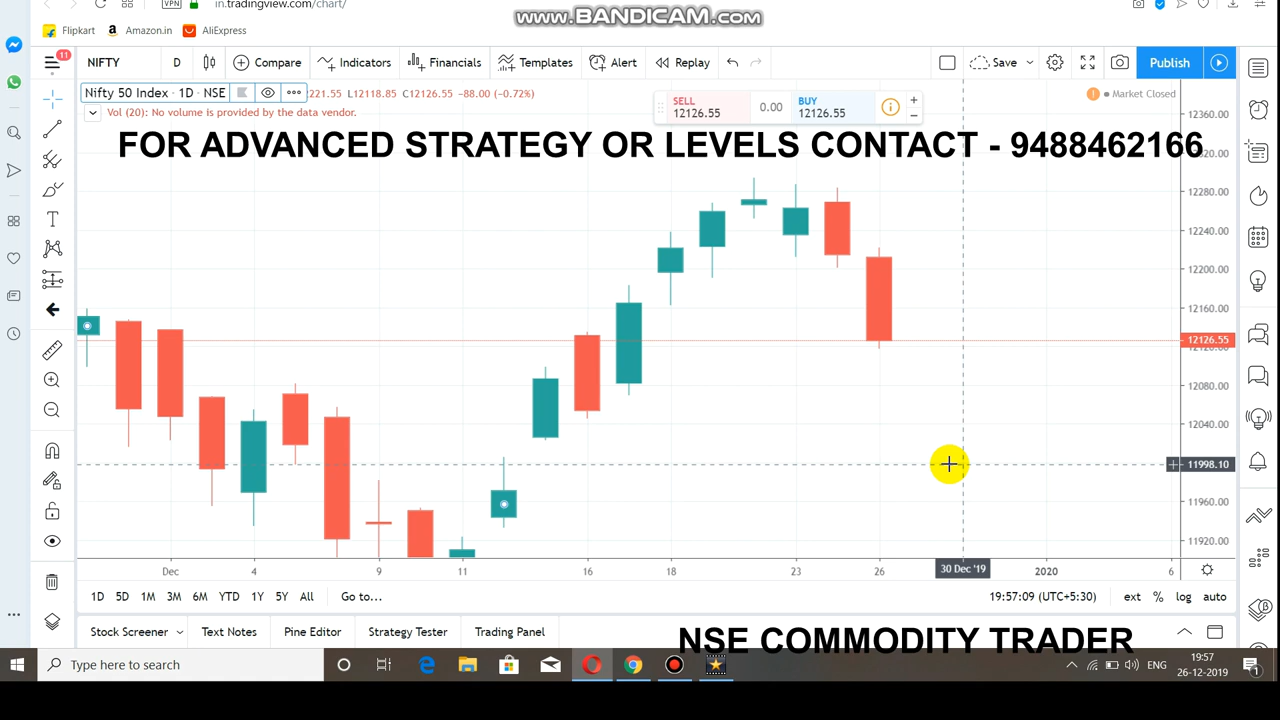 www.BANDICAM.com
VPN in.tradingview.com/chart/
Flipkart Amazon.in AliExpress
11 NIFTY D Compare Indicators Financials Templates Alert Replay Save Publish
Nifty 50 Index · 1D · NSE 221.55 L12118.85 C12126.55 −88.00 (−0.72%)
SELL 12126.55 0.00 BUY 12126.55
Market Closed
Vol (20): No volume is provided by the data vendor.
FOR ADVANCED STRATEGY OR LEVELS CONTACT - 9488462166
12360.00
12320.00
12280.00
12240.00
12200.00
12160.00
12126.55
12120.00
12080.00
12040.00
11998.10
11960.00
11920.00
Dec 4 9 11 16 18 23 26 30 Dec '19 2020 6
1D 5D 1M 3M 6M YTD 1Y 5Y All Go to... 19:57:09 (UTC+5:30) ext % log auto
Stock Screener Text Notes Pine Editor Strategy Tester Trading Panel
NSE COMMODITY TRADER
Type here to search
ENG 19:57
26-12-2019
1